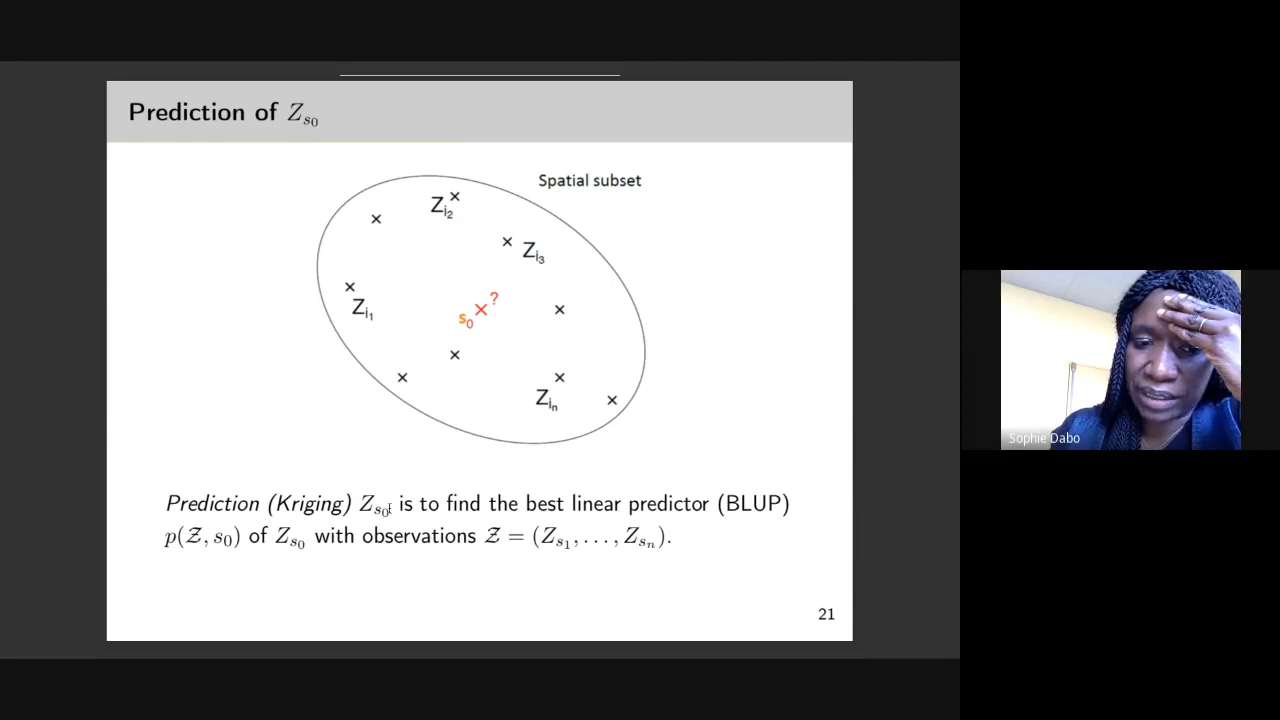 Prediction of Z_{s_0}
Spatial subset
Z_{i_2}
Z_{i_3}
Z_{i_1}
s_0 ?
Z_{i_n}
Prediction (Kriging) Z_{s_0} is to find the best linear predictor (BLUP)
p(𝒵, s_0) of Z_{s_0} with observations 𝒵 = (Z_{s_1}, . . . , Z_{s_n}).
21
Sophie Dabo